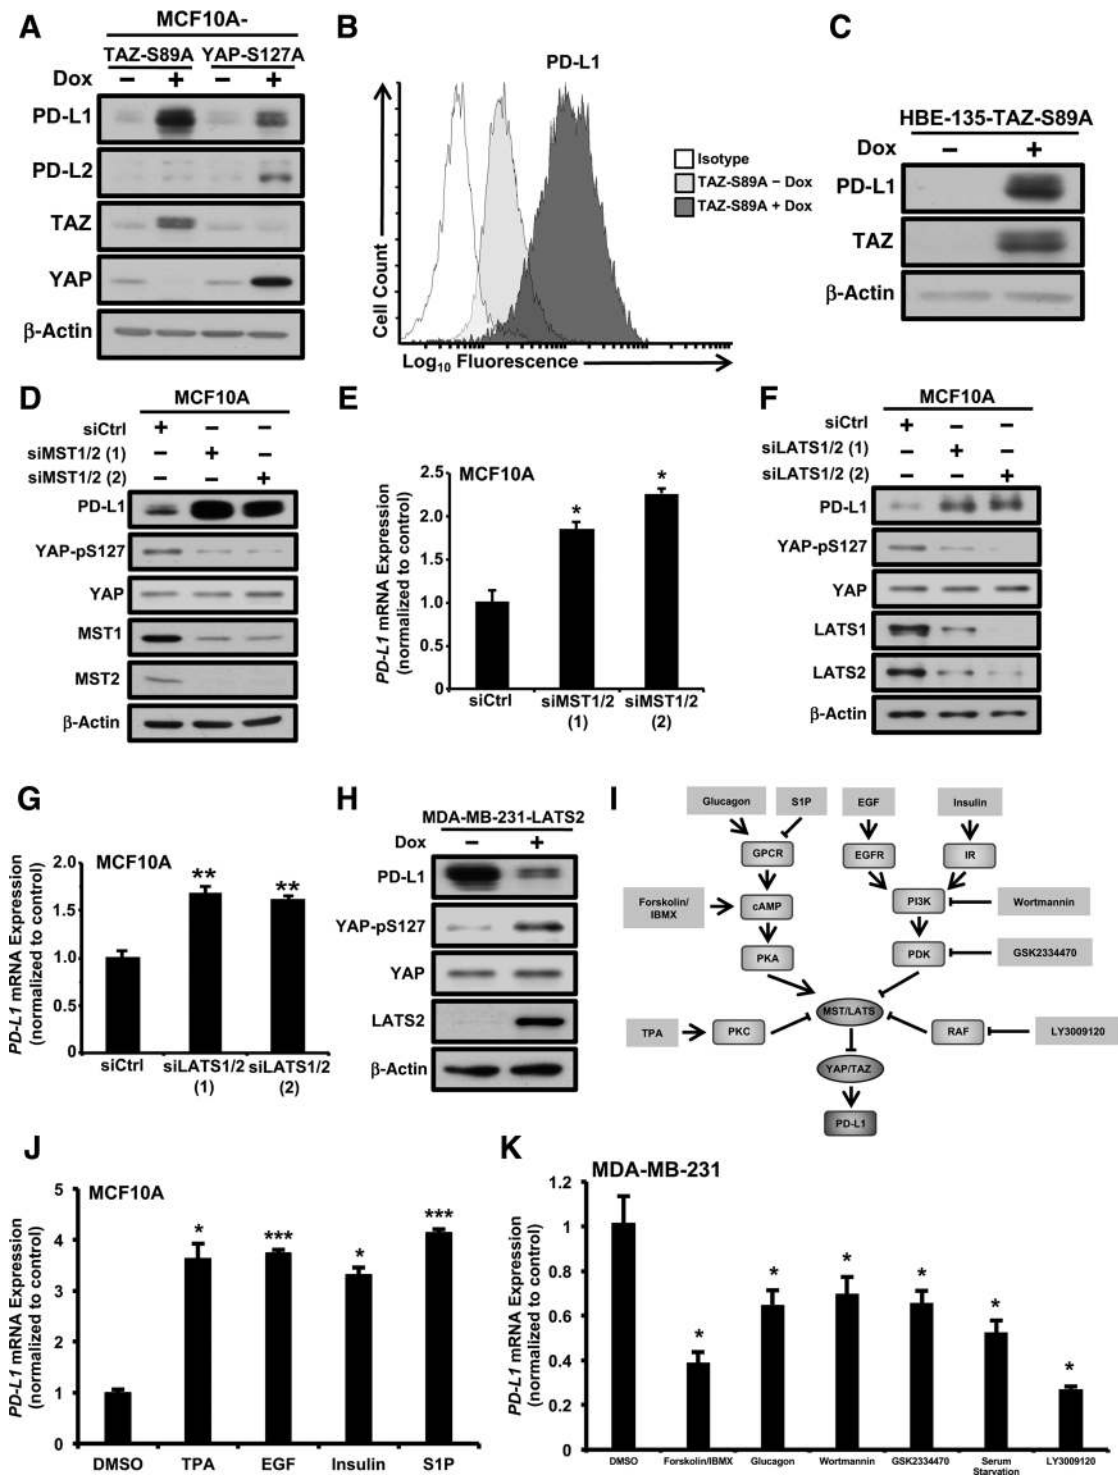 A
MCF10A-
TAZ-S89A YAP-S127A
Dox − + − +
PD-L1
PD-L2
TAZ
YAP
β-Actin
B
PD-L1
Cell Count
Log10 Fluorescence
Isotype
TAZ-S89A − Dox
TAZ-S89A + Dox
C
HBE-135-TAZ-S89A
Dox − +
PD-L1
TAZ
β-Actin
D
MCF10A
siCtrl + − −
siMST1/2 (1) − + −
siMST1/2 (2) − − +
PD-L1
YAP-pS127
YAP
MST1
MST2
β-Actin
E
MCF10A
PD-L1 mRNA Expression
(normalized to control)
2.5
2.0
1.5
1.0
0.5
0
* *
siCtrl siMST1/2 siMST1/2
(1) (2)
F
MCF10A
siCtrl + − −
siLATS1/2 (1) − + −
siLATS1/2 (2) − − +
PD-L1
YAP-pS127
YAP
LATS1
LATS2
β-Actin
G
MCF10A
PD-L1 mRNA Expression
(normalized to control)
2.0
1.5
1.0
0.5
0
** **
siCtrl siLATS1/2 siLATS1/2
(1) (2)
H
MDA-MB-231-LATS2
Dox − +
PD-L1
YAP-pS127
YAP
LATS2
β-Actin
I
Glucagon S1P EGF Insulin
GPCR EGFR IR
Forskolin/
IBMX
cAMP PI3K Wortmannin
PKA PDK GSK2334470
MST/LATS
TPA PKC RAF LY3009120
YAP/TAZ
PD-L1
J
MCF10A
PD-L1 mRNA Expression
(normalized to control)
5
4
3
2
1
0
* *** * ***
DMSO TPA EGF Insulin S1P
K
MDA-MB-231
PD-L1 mRNA Expression
(normalized to control)
1.2
1
0.8
0.6
0.4
0.2
0
* * * * * *
DMSO Forskolin/IBMX Glucagon Wortmannin GSK2334470 Serum LY3009120
Starvation